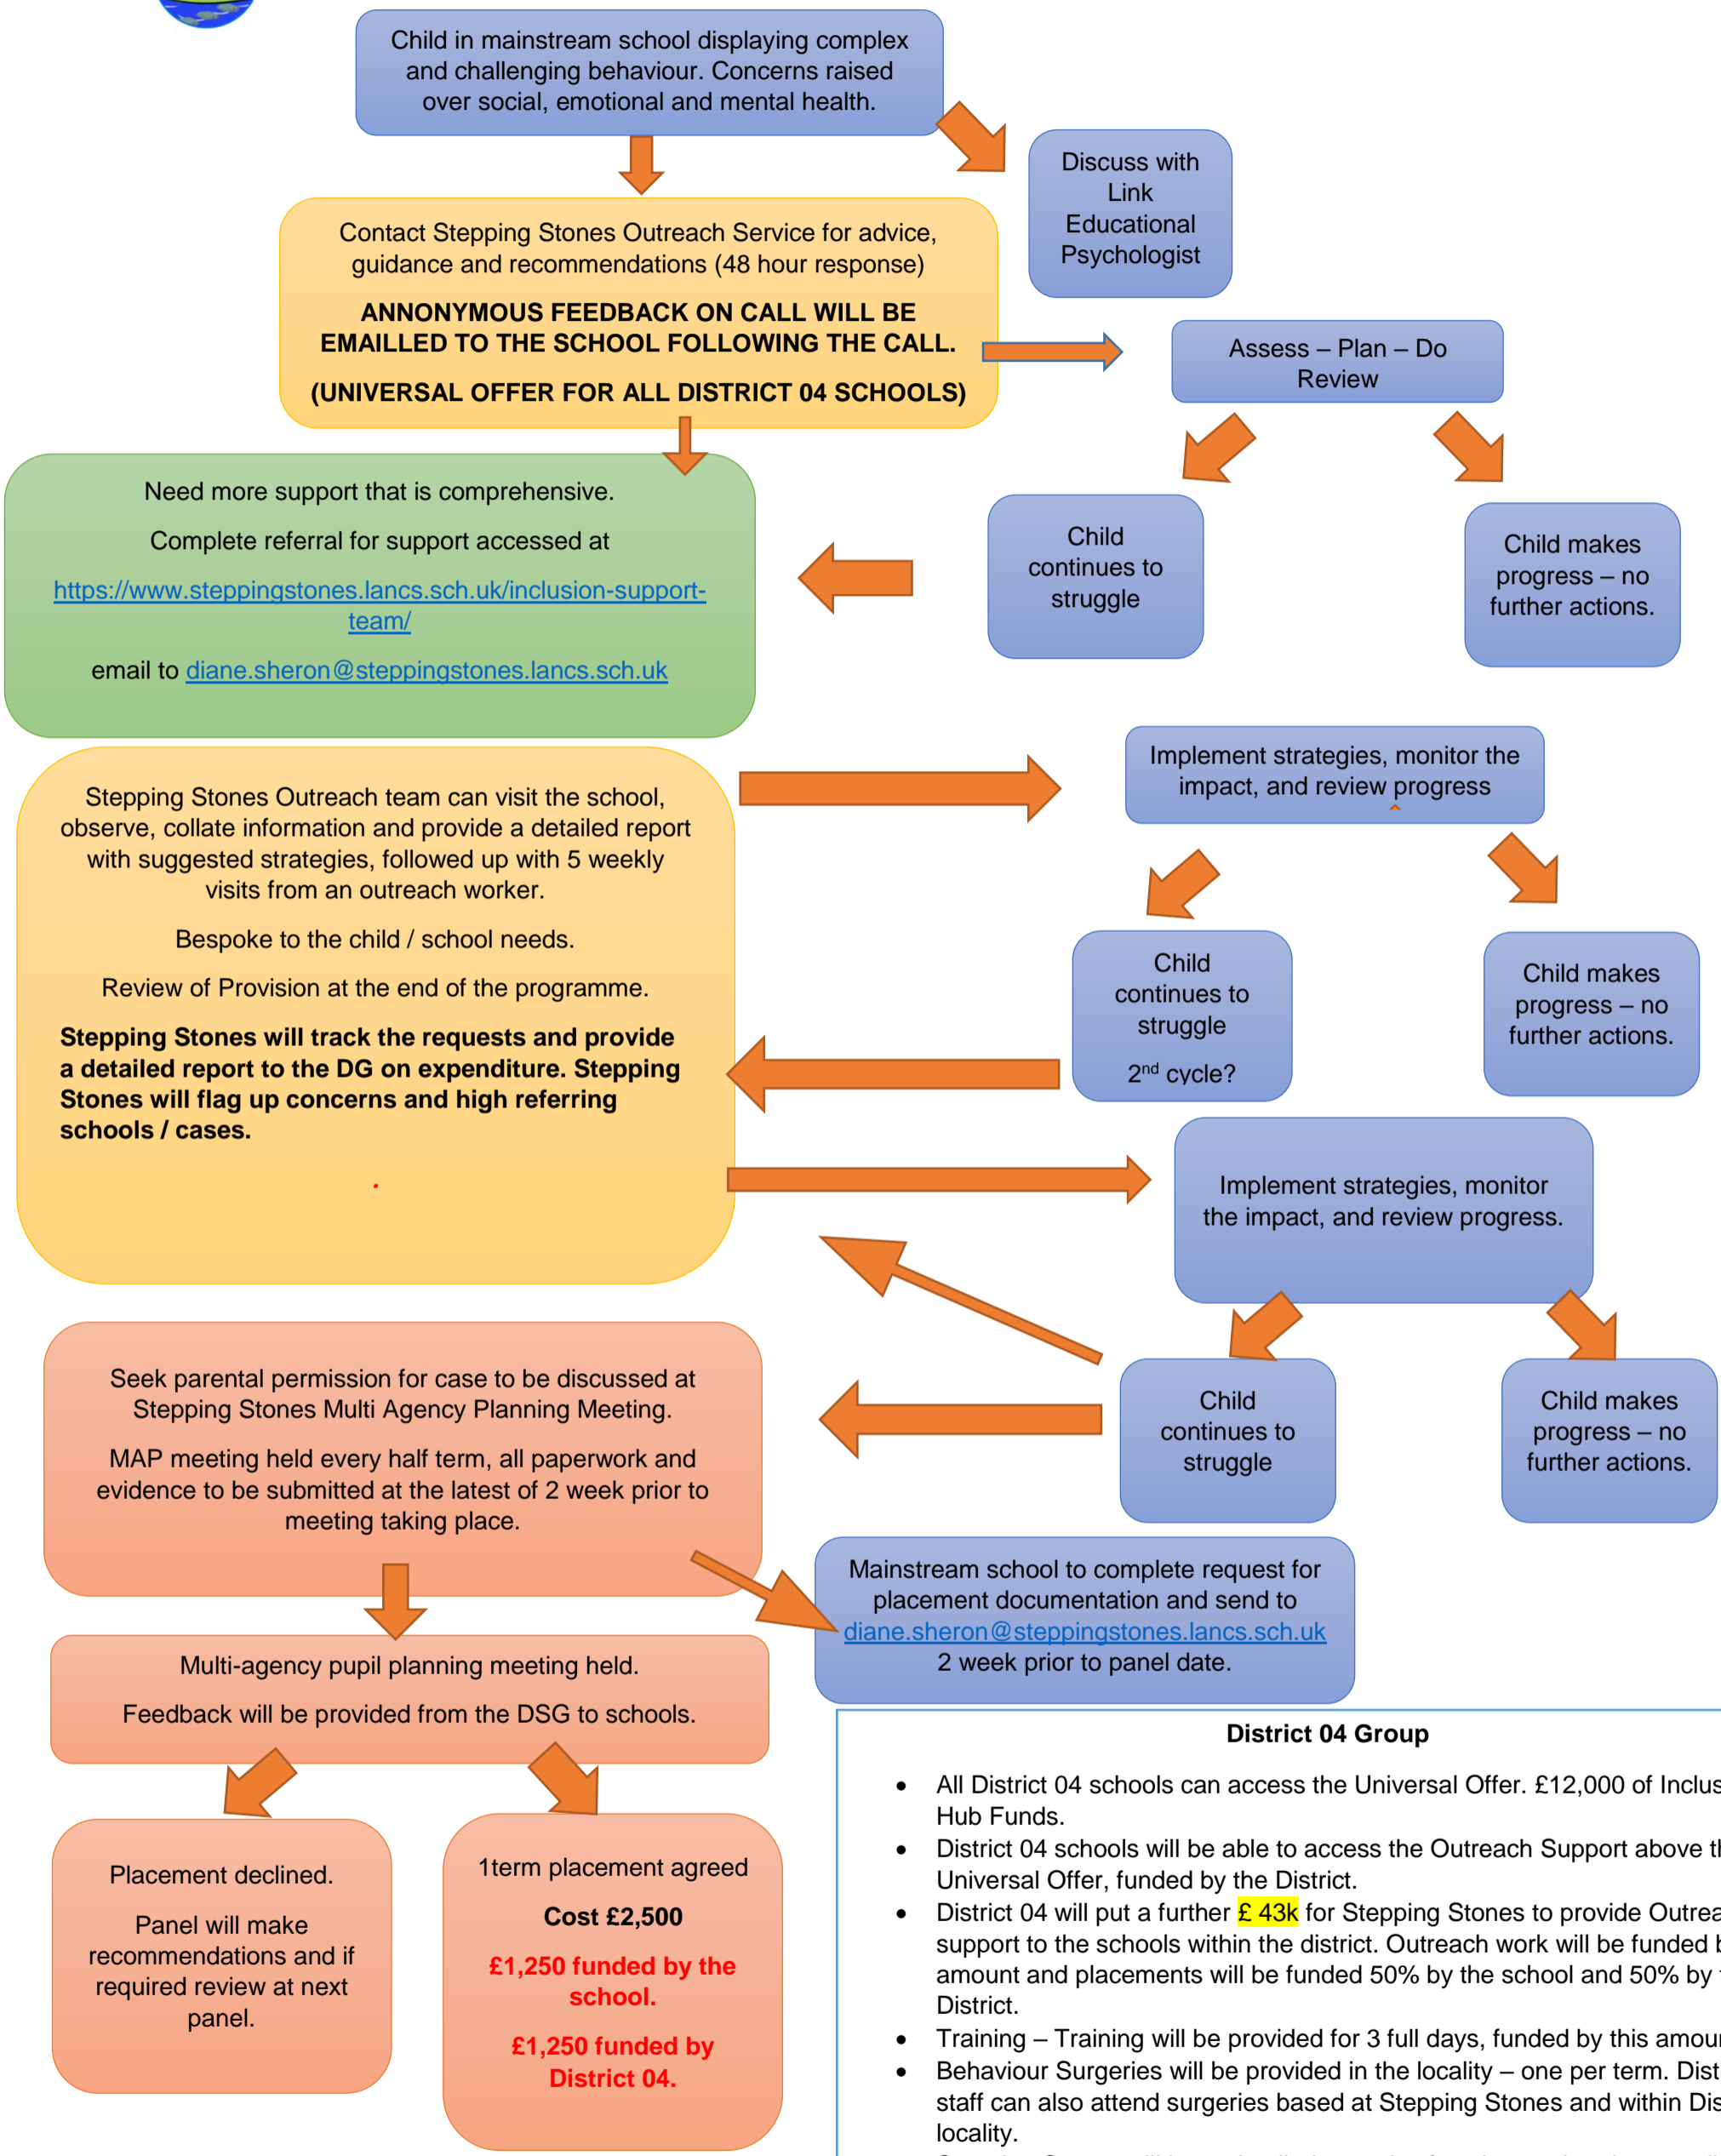 Child in mainstream school displaying complex
and challenging behaviour. Concerns raised
over social, emotional and mental health.
Discuss with
Link
Educational
Psychologist
Contact Stepping Stones Outreach Service for advice,
guidance and recommendations (48 hour response)
ANNONYMOUS FEEDBACK ON CALL WILL BE
EMAILLED TO THE SCHOOL FOLLOWING THE CALL.
(UNIVERSAL OFFER FOR ALL DISTRICT 04 SCHOOLS)
Assess – Plan – Do
Review
Need more support that is comprehensive.
Complete referral for support accessed at
https://www.steppingstones.lancs.sch.uk/inclusion-support-
team/
email to diane.sheron@steppingstones.lancs.sch.uk
Child
continues to
struggle
Child makes
progress – no
further actions.
Stepping Stones Outreach team can visit the school,
observe, collate information and provide a detailed report
with suggested strategies, followed up with 5 weekly
visits from an outreach worker.
Bespoke to the child / school needs.
Review of Provision at the end of the programme.
Stepping Stones will track the requests and provide
a detailed report to the DG on expenditure. Stepping
Stones will flag up concerns and high referring
schools / cases.
.
Implement strategies, monitor the
impact, and review progress
Child
continues to
struggle
2nd cycle?
Child makes
progress – no
further actions.
Implement strategies, monitor
the impact, and review progress.
Child
continues to
struggle
Child makes
progress – no
further actions.
Seek parental permission for case to be discussed at
Stepping Stones Multi Agency Planning Meeting.
MAP meeting held every half term, all paperwork and
evidence to be submitted at the latest of 2 week prior to
meeting taking place.
Mainstream school to complete request for
placement documentation and send to
diane.sheron@steppingstones.lancs.sch.uk
2 week prior to panel date.
Multi-agency pupil planning meeting held.
Feedback will be provided from the DSG to schools.
Placement declined.
Panel will make
recommendations and if
required review at next
panel.
1term placement agreed
Cost £2,500
£1,250 funded by the
school.
£1,250 funded by
District 04.
District 04 Group
• All District 04 schools can access the Universal Offer. £12,000 of
Hub Funds.
• District 04 schools will be able to access the Outreach Support above
Universal Offer, funded by the District.
• District 04 will put a further £ 43k for Stepping Stones to provide
support to the schools within the district. Outreach work will be funded
amount and placements will be funded 50% by the school and 50% by
District.
• Training – Training will be provided for 3 full days, funded by this
• Behaviour Surgeries will be provided in the locality – one per term.
staff can also attend surgeries based at Stepping Stones and within
locality.